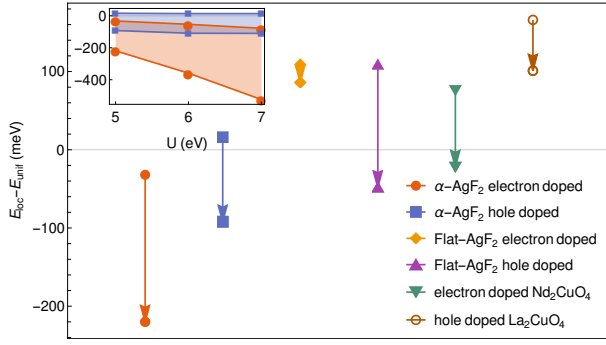 0
−200
−400
5
6
7
U (eV)
100
0
−100
−200
E_loc−E_unif (meV)
α−AgF₂ electron doped
α−AgF₂ hole doped
Flat−AgF₂ electron doped
Flat−AgF₂ hole doped
electron doped Nd₂CuO₄
hole doped La₂CuO₄